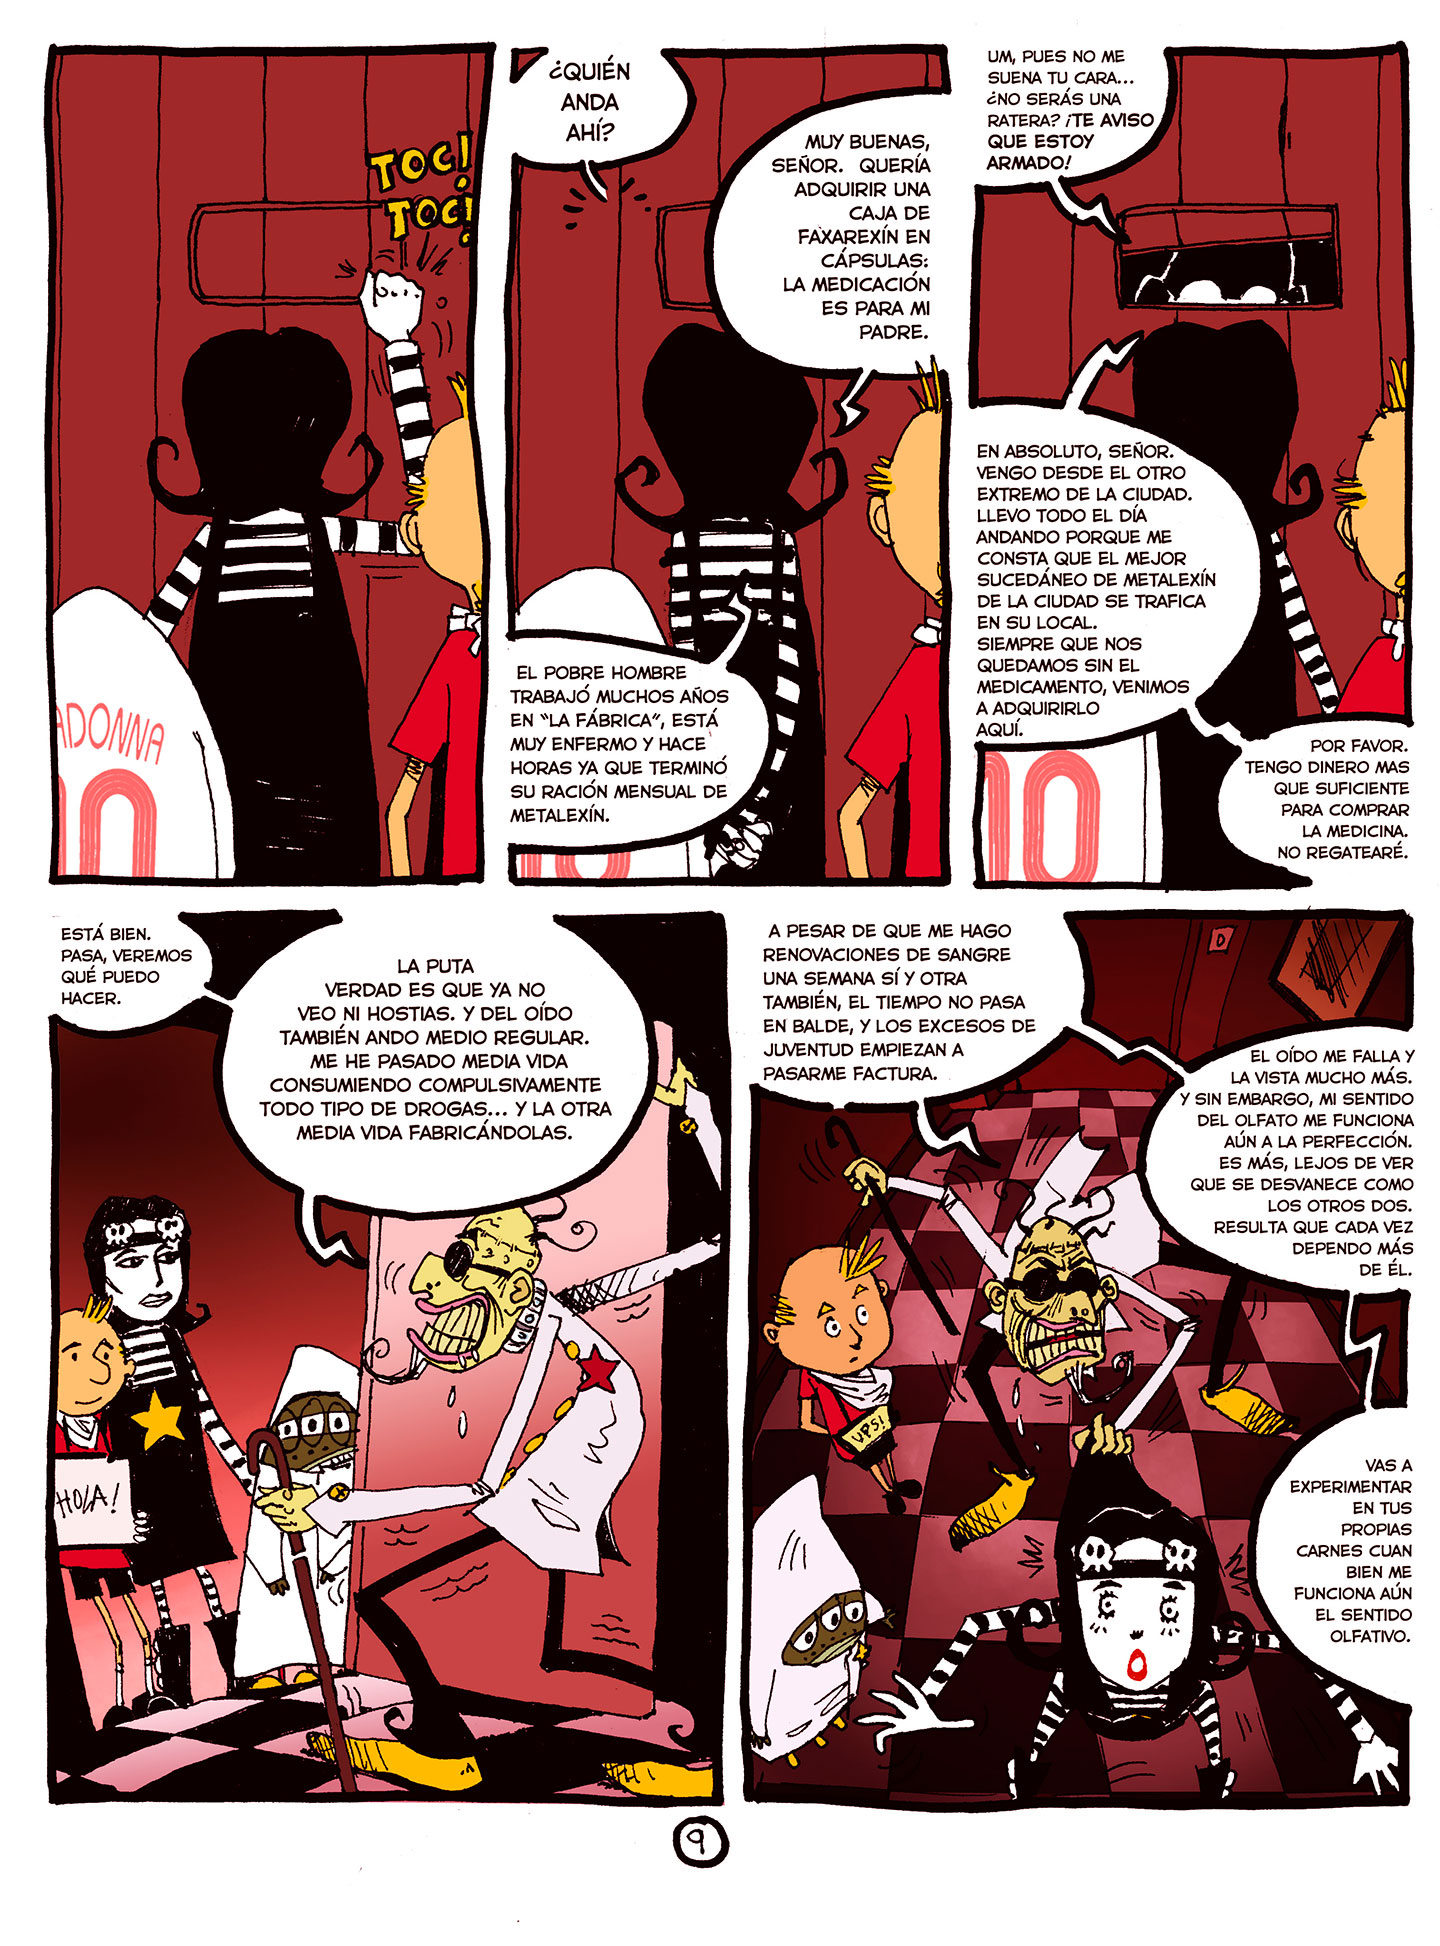 TOC!
TOC!
ADONNA
10
¿QUIÉN
ANDA
AHÍ?
MUY BUENAS,
SEÑOR. QUERÍA
ADQUIRIR UNA
CAJA DE
FAXAREXÍN EN
CÁPSULAS:
LA MEDICACIÓN
ES PARA MI
PADRE.
EL POBRE HOMBRE
TRABAJÓ MUCHOS AÑOS
EN "LA FÁBRICA", ESTÁ
MUY ENFERMO Y HACE
HORAS YA QUE TERMINÓ
SU RACIÓN MENSUAL DE
METALEXÍN.
10
UM, PUES NO ME
SUENA TU CARA...
¿NO SERÁS UNA
RATERA? ¡TE AVISO
QUE ESTOY
ARMADO!
EN ABSOLUTO, SEÑOR.
VENGO DESDE EL OTRO
EXTREMO DE LA CIUDAD.
LLEVO TODO EL DÍA
ANDANDO PORQUE ME
CONSTA QUE EL MEJOR
SUCEDÁNEO DE METALEXÍN
DE LA CIUDAD SE TRAFICA
EN SU LOCAL.
SIEMPRE QUE NOS
QUEDAMOS SIN EL
MEDICAMENTO, VENIMOS
A ADQUIRIRLO
AQUÍ.
POR FAVOR.
TENGO DINERO MAS
QUE SUFICIENTE
PARA COMPRAR
LA MEDICINA.
NO REGATEARÉ.
10
ESTÁ BIEN.
PASA, VEREMOS
QUÉ PUEDO
HACER.
LA PUTA
VERDAD ES QUE YA NO
VEO NI HOSTIAS. Y DEL OÍDO
TAMBIÉN ANDO MEDIO REGULAR.
ME HE PASADO MEDIA VIDA
CONSUMIENDO COMPULSIVAMENTE
TODO TIPO DE DROGAS... Y LA OTRA
MEDIA VIDA FABRICÁNDOLAS.
HOLA!
A PESAR DE QUE ME HAGO
RENOVACIONES DE SANGRE
UNA SEMANA SÍ Y OTRA
TAMBIÉN, EL TIEMPO NO PASA
EN BALDE, Y LOS EXCESOS DE
JUVENTUD EMPIEZAN A
PASARME FACTURA.
D
EL OÍDO ME FALLA Y
LA VISTA MUCHO MÁS.
Y SIN EMBARGO, MI SENTIDO
DEL OLFATO ME FUNCIONA
AÚN A LA PERFECCIÓN.
ES MÁS, LEJOS DE VER
QUE SE DESVANECE COMO
LOS OTROS DOS.
RESULTA QUE CADA VEZ
DEPENDO MÁS
DE ÉL.
UPS!
VAS A
EXPERIMENTAR
EN TUS
PROPIAS
CARNES CUAN
BIEN ME
FUNCIONA AÚN
EL SENTIDO
OLFATIVO.
9